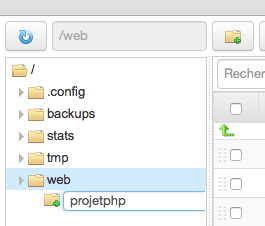 /web
/
.config
backups
stats
tmp
web
projetphp
Recher